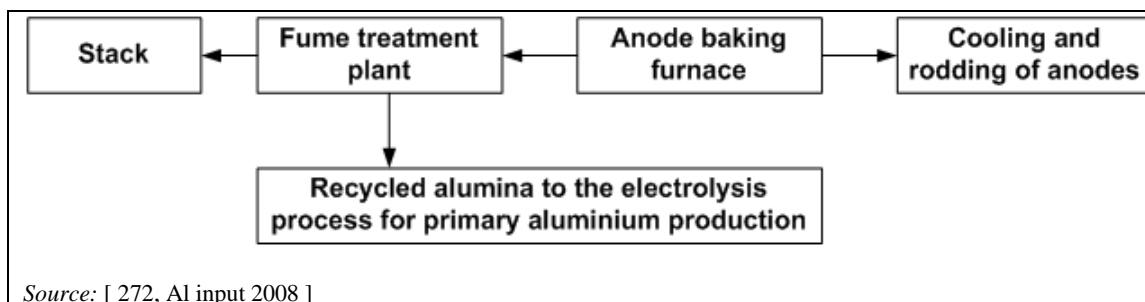 Stack
Fume treatment
plant
Anode baking
furnace
Cooling and
rodding of anodes
Recycled alumina to the electrolysis
process for primary aluminium production
Source: [ 272, Al input 2008 ]